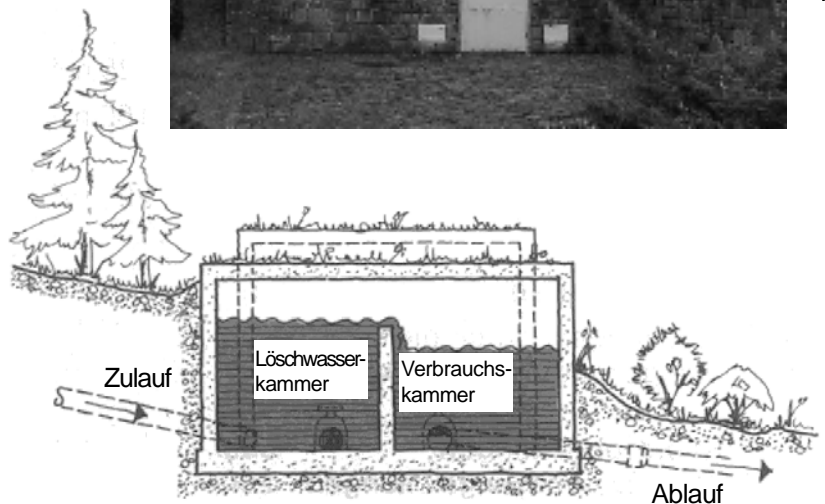 Zulauf
Löschwasser-
kammer
Verbrauchs-
kammer
Ablauf